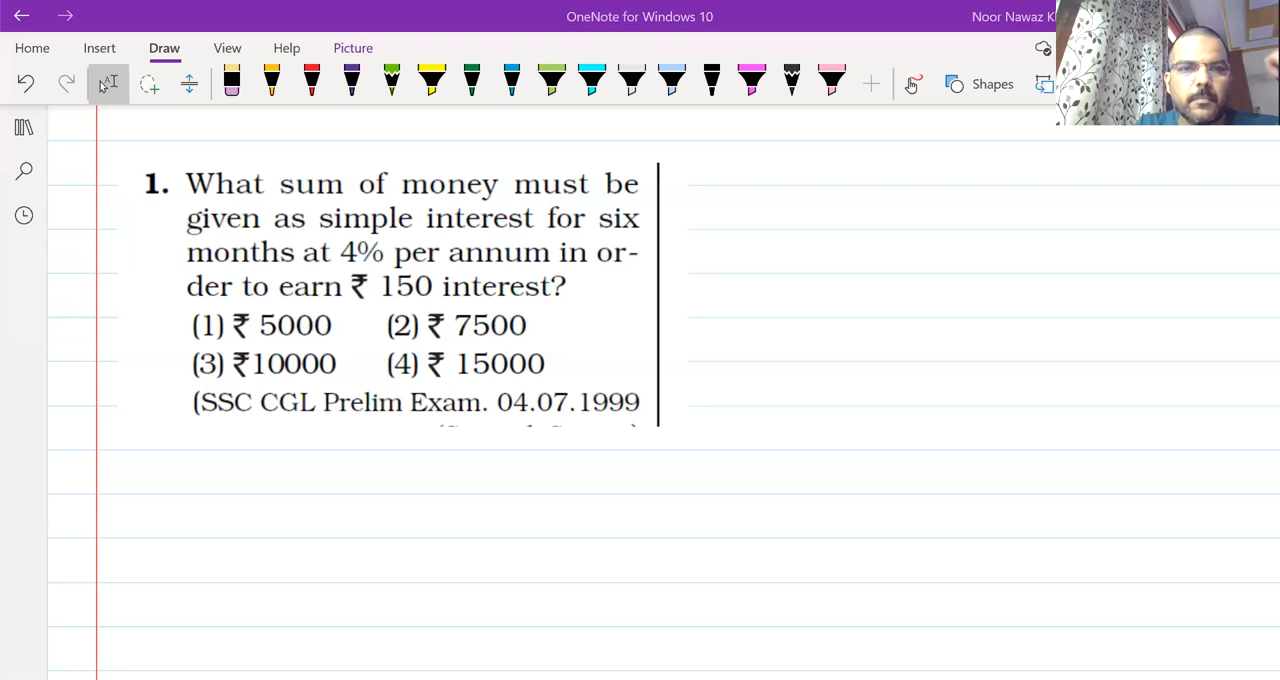 OneNote for Windows 10
Noor Nawaz K
Home Insert Draw View Help Picture
Shapes
1. What sum of money must be
given as simple interest for six
months at 4% per annum in or-
der to earn ₹ 150 interest?
(1) ₹ 5000 (2) ₹ 7500
(3) ₹10000 (4) ₹ 15000
(SSC CGL Prelim Exam. 04.07.1999